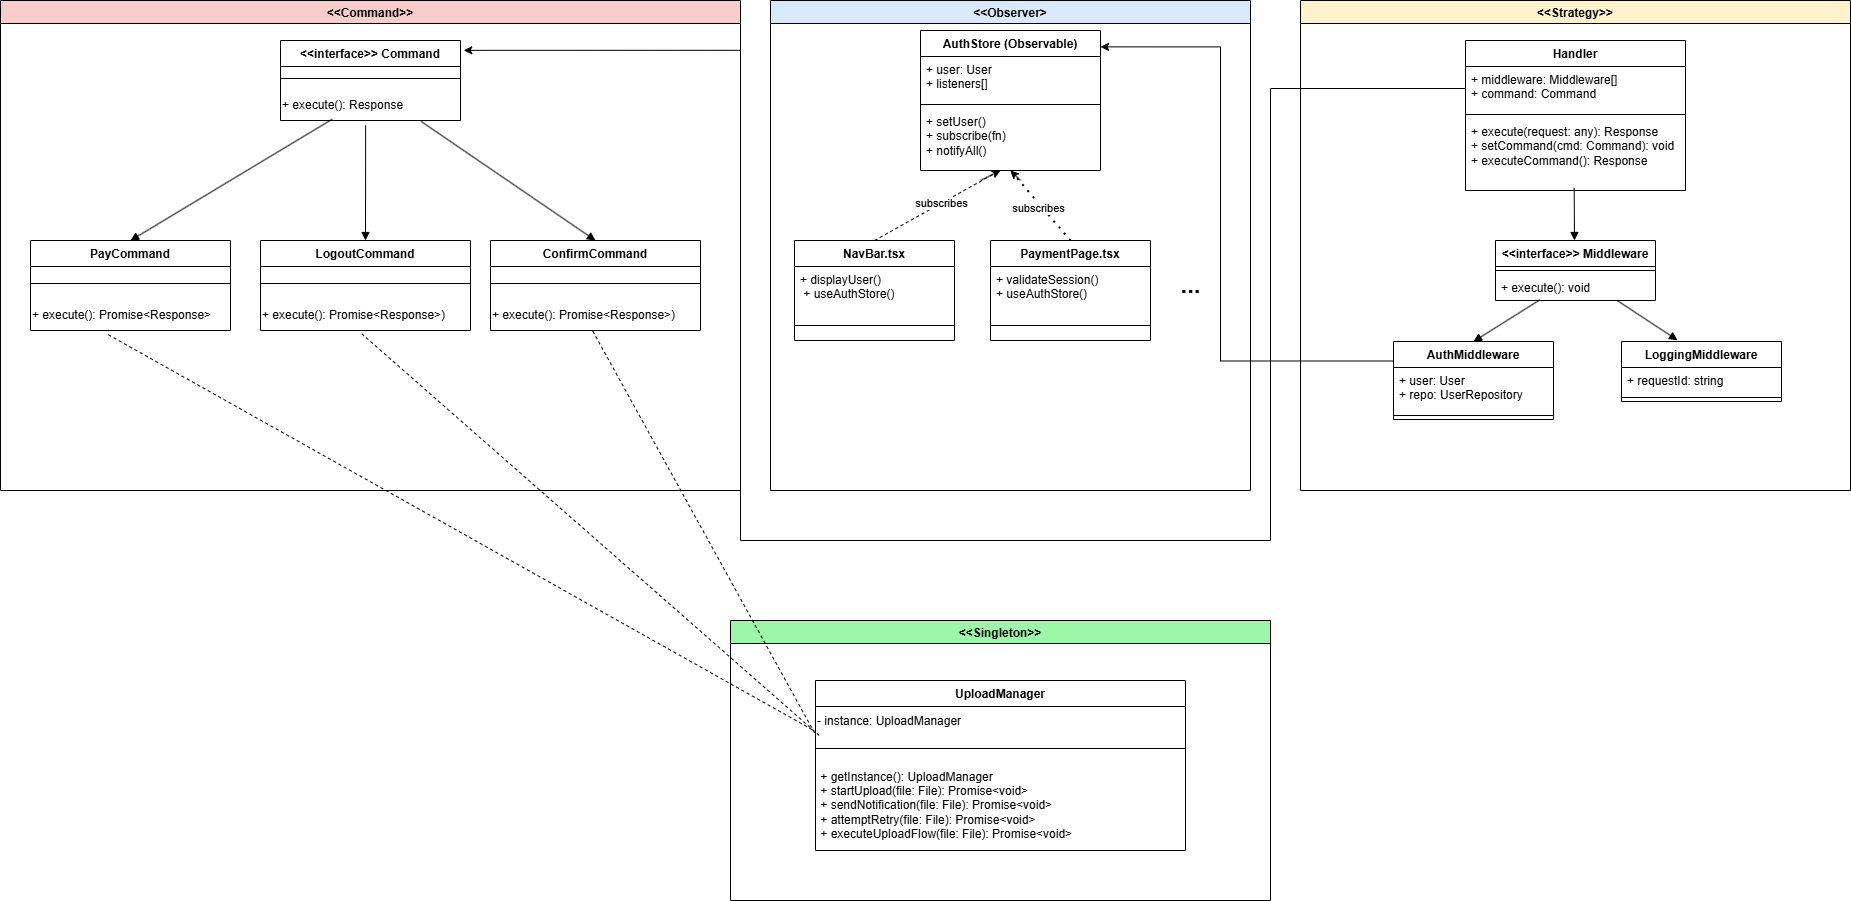 <<Command>>
<<interface>> Command
+ execute(): Response
PayCommand
+ execute(): Promise<Response>
LogoutCommand
+ execute(): Promise<Response>)
ConfirmCommand
+ execute(): Promise<Response>)
<<Observer>
AuthStore (Observable)
+ user: User
+ listeners[]
+ setUser()
+ subscribe(fn)
+ notifyAll()
subscribes
subscribes
NavBar.tsx
+ displayUser()
+ useAuthStore()
PaymentPage.tsx
+ validateSession()
+ useAuthStore()
...
<<Strategy>>
Handler
+ middleware: Middleware[]
+ command: Command
+ execute(request: any): Response
+ setCommand(cmd: Command): void
+ executeCommand(): Response
<<interface>> Middleware
+ execute(): void
AuthMiddleware
+ user: User
+ repo: UserRepository
LoggingMiddleware
+ requestId: string
<<Singleton>>
UploadManager
- instance: UploadManager
+ getInstance(): UploadManager
+ startUpload(file: File): Promise<void>
+ sendNotification(file: File): Promise<void>
+ attemptRetry(file: File): Promise<void>
+ executeUploadFlow(file: File): Promise<void>